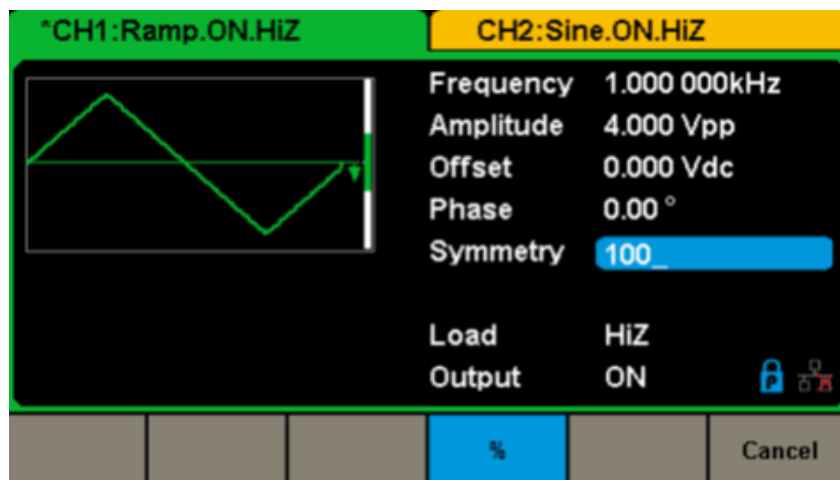 *CH1:Ramp.ON.HiZ CH2:Sine.ON.HiZ
Frequency 1.000 000kHz
Amplitude 4.000 Vpp
Offset 0.000 Vdc
Phase 0.00 °
Symmetry 100_
Load HiZ
Output ON
P
% Cancel